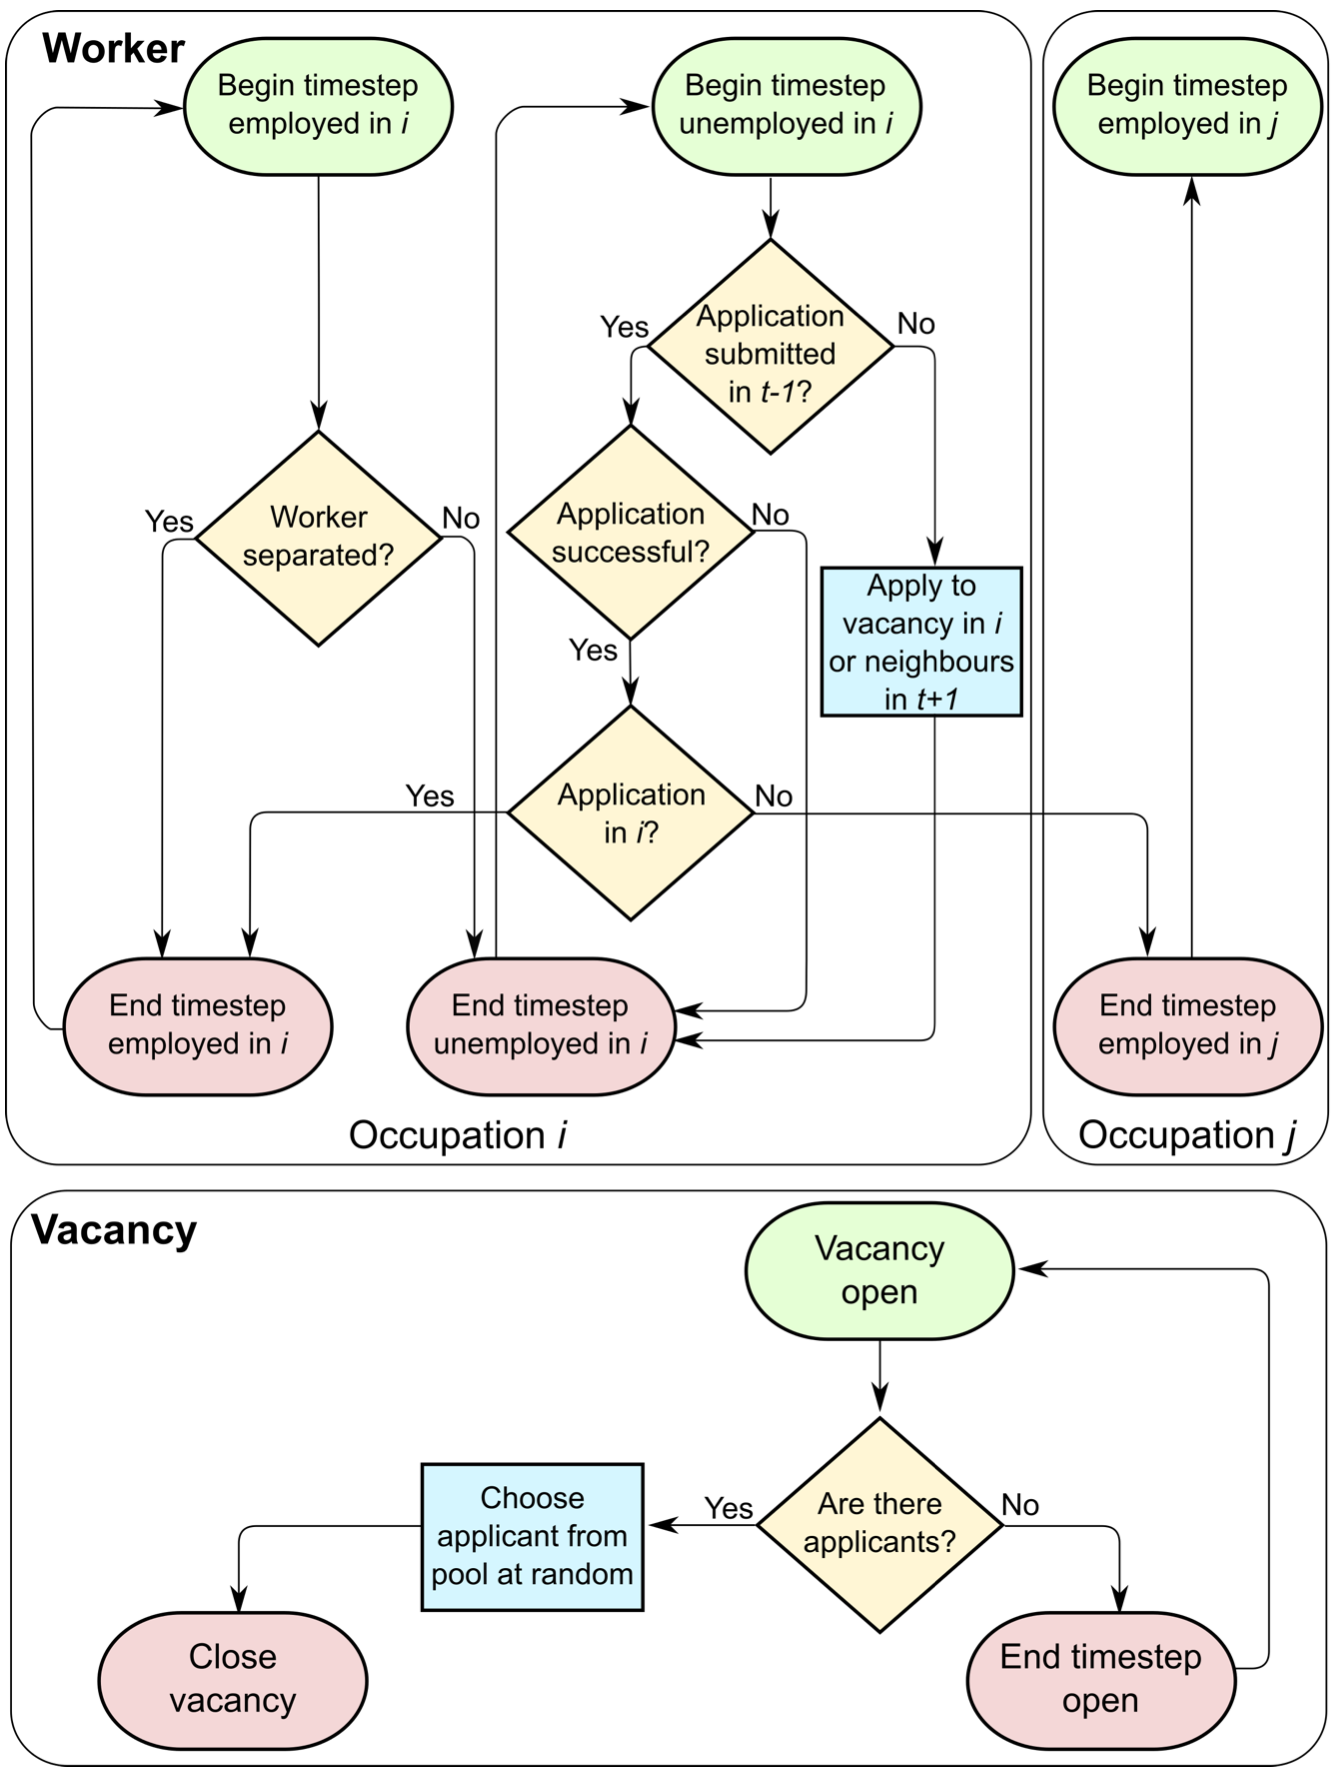 Worker
Begin timestep
employed in i
Begin timestep
unemployed in i
Begin timestep
employed in j
Application
submitted
in t-1?
Yes
No
Worker
separated?
Yes
No
Application
successful?
No
Yes
Apply to
vacancy in i
or neighbours
in t+1
Application
in i?
Yes
No
End timestep
employed in i
End timestep
unemployed in i
End timestep
employed in j
Occupation i
Occupation j
Vacancy
Vacancy
open
Are there
applicants?
Yes
No
Choose
applicant from
pool at random
Close
vacancy
End timestep
open